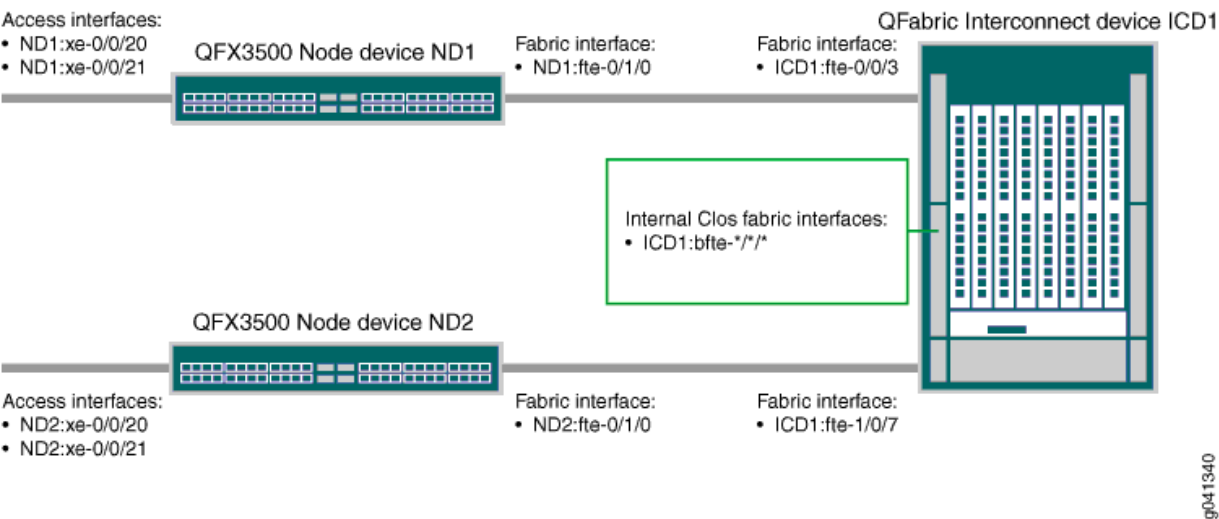 Access interfaces:
• ND1:xe-0/0/20
• ND1:xe-0/0/21
QFX3500 Node device ND1
Fabric interface:
• ND1:fte-0/1/0
Fabric interface:
• ICD1:fte-0/0/3
QFabric Interconnect device ICD1
Internal Clos fabric interfaces:
• ICD1:bfte-*/*/*
QFX3500 Node device ND2
Access interfaces:
• ND2:xe-0/0/20
• ND2:xe-0/0/21
Fabric interface:
• ND2:fte-0/1/0
Fabric interface:
• ICD1:fte-1/0/7
g041340